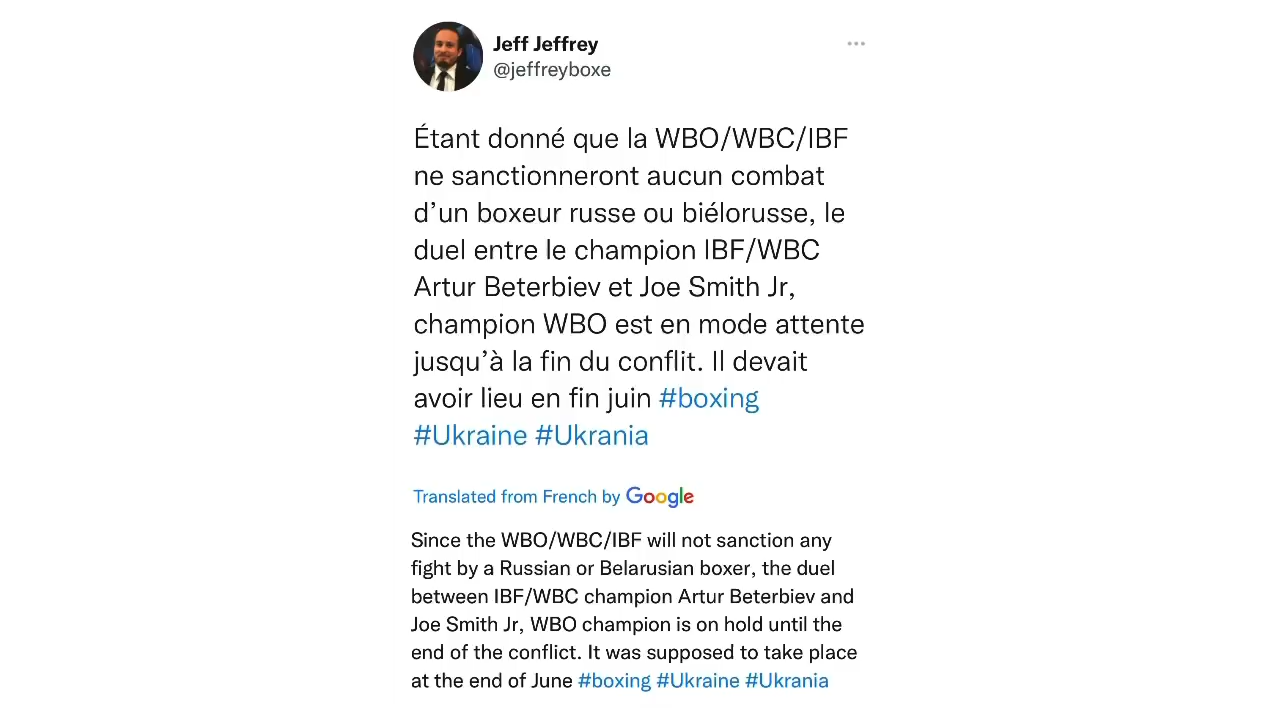 Jeff Jeffrey
@jeffreyboxe
Étant donné que la WBO/WBC/IBF
ne sanctionneront aucun combat
d’un boxeur russe ou biélorusse, le
duel entre le champion IBF/WBC
Artur Beterbiev et Joe Smith Jr,
champion WBO est en mode attente
jusqu’à la fin du conflit. Il devait
avoir lieu en fin juin #boxing
#Ukraine #Ukrania
Translated from French by Google
Since the WBO/WBC/IBF will not sanction any
fight by a Russian or Belarusian boxer, the duel
between IBF/WBC champion Artur Beterbiev and
Joe Smith Jr, WBO champion is on hold until the
end of the conflict. It was supposed to take place
at the end of June #boxing #Ukraine #Ukrania